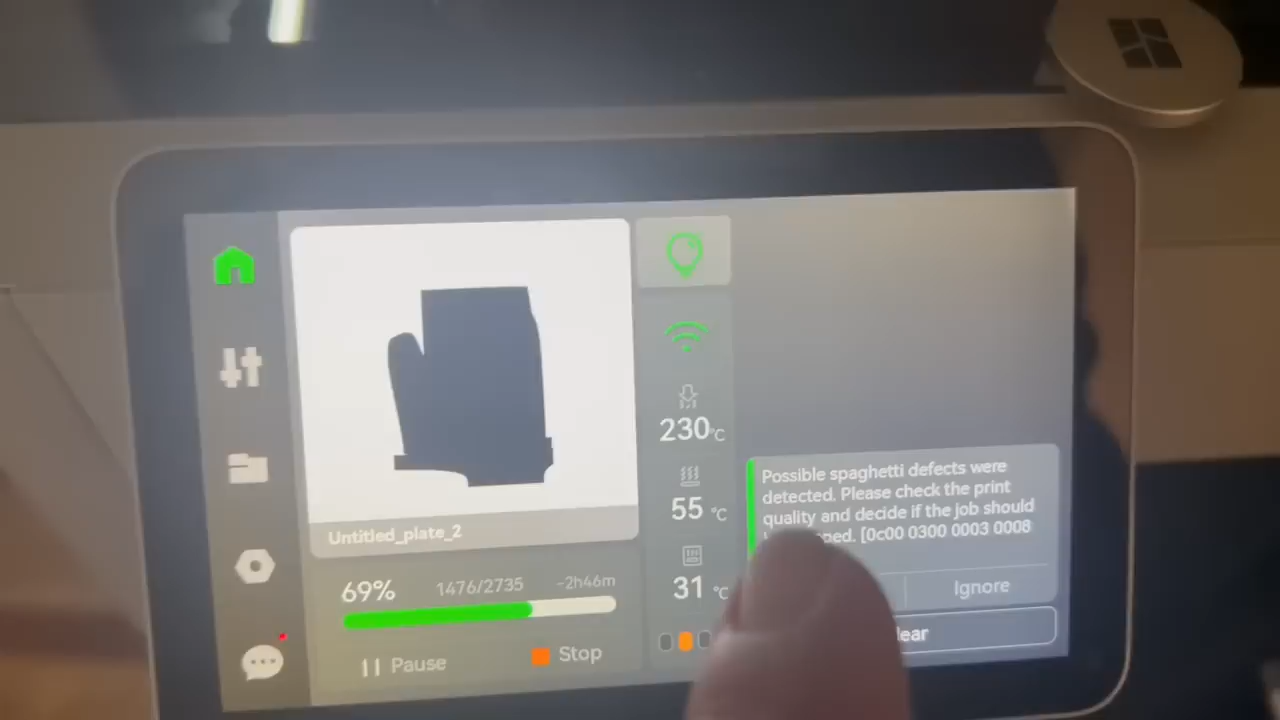 230°C
55 °C
31 °C
Untitled_plate_2
69% 1476/2735 -2h46m
Pause Stop
Possible spaghetti defects were
detected. Please check the print
quality and decide if the job should
[0c00 0300 0003 0008
Ignore